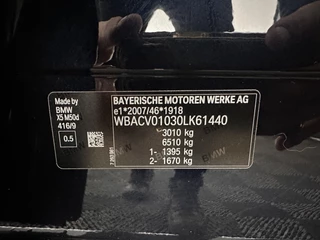 Made by
BMW
X5 M50d
416/9
0.5
BAYERISCHE MOTOREN WERKE AG
e1*2007/46*1918
WBACV01030LK61440
3010 kg
6510 kg
1- 1395 kg
2- 1670 kg
BMW